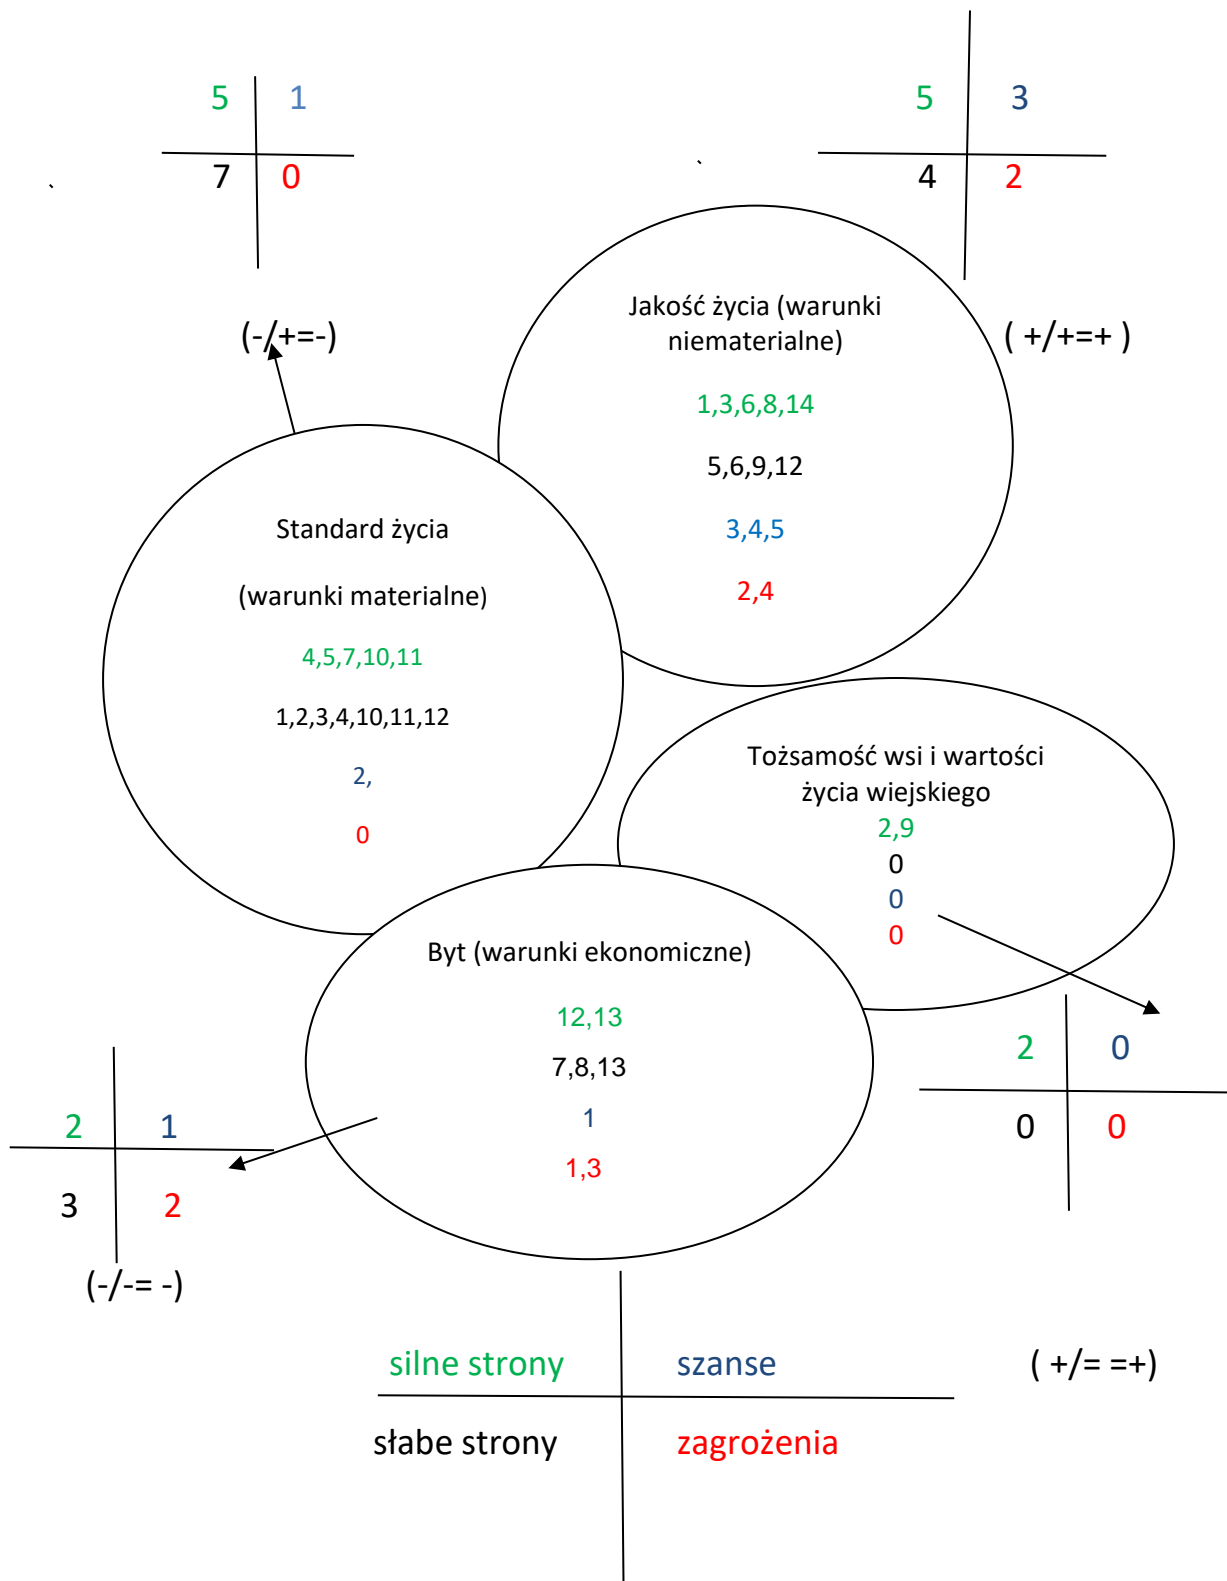 5 1
7 0
(-/+=-)
5 3
4 2
( +/+=+ )
Jakość życia (warunki
niematerialne)
1,3,6,8,14
5,6,9,12
3,4,5
2,4
Standard życia
(warunki materialne)
4,5,7,10,11
1,2,3,4,10,11,12
2,
0
Tożsamość wsi i wartości
życia wiejskiego
2,9
0
0
0
Byt (warunki ekonomiczne)
12,13
7,8,13
1
1,3
2 0
0 0
2 1
3 2
(-/-= -)
( +/= =+)
silne strony szanse
słabe strony zagrożenia